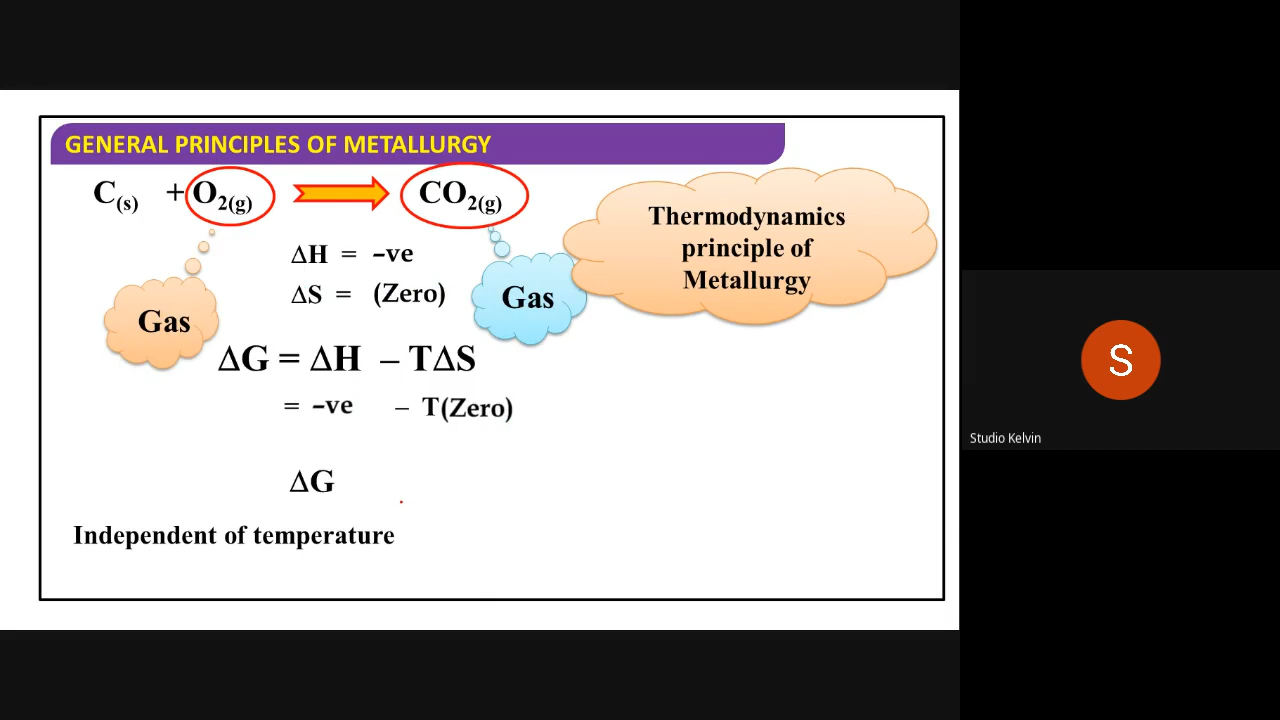 GENERAL PRINCIPLES OF METALLURGY
C(s) + O2(g) CO2(g)
Thermodynamics
principle of
Metallurgy
ΔH = –ve
ΔS = (Zero)
Gas
Gas
ΔG = ΔH – TΔS
= –ve – T(Zero)
ΔG
Independent of temperature
S
Studio Kelvin